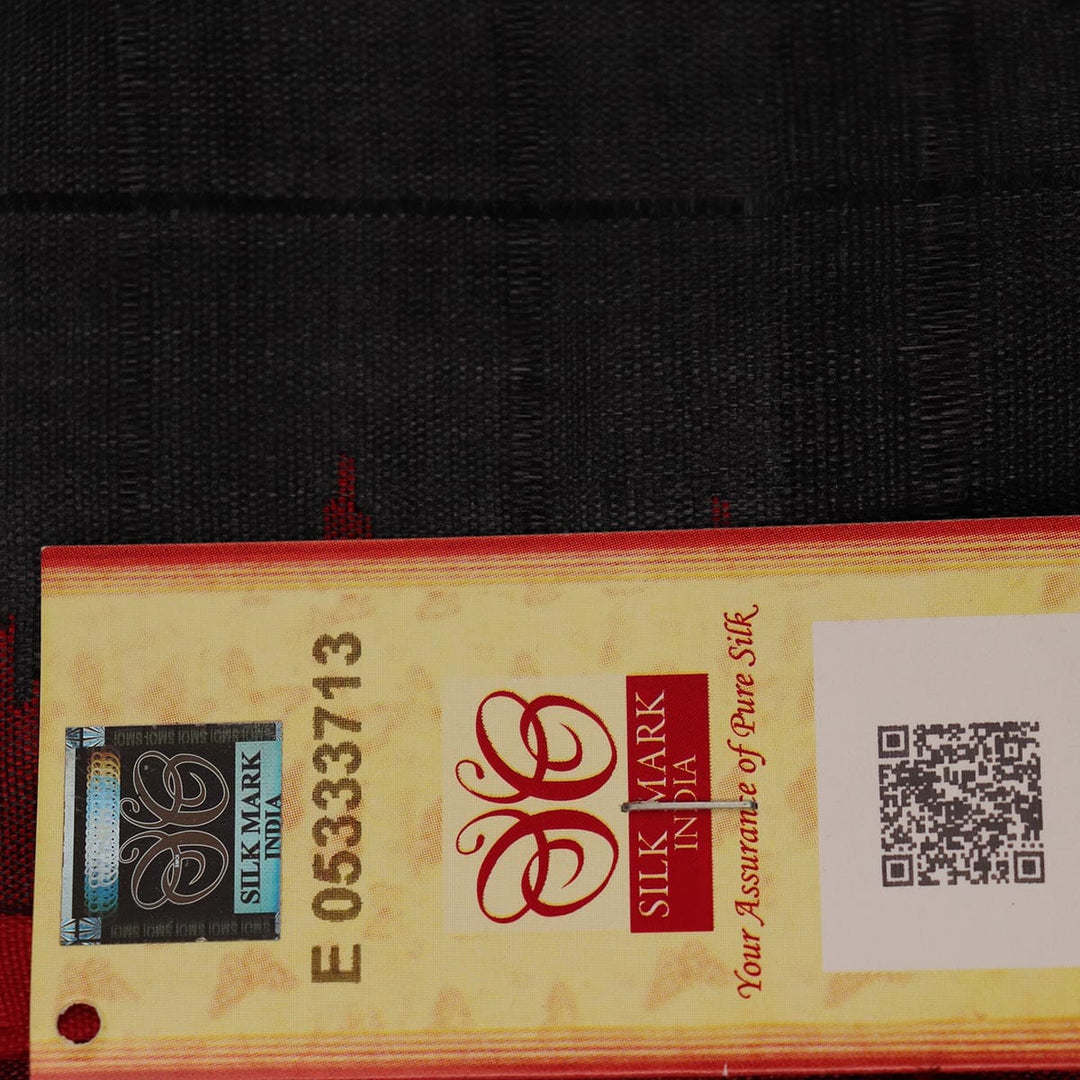 SILK MARK
INDIA
E 05333713
SILK MARK
INDIA
Your Assurance of Pure Silk